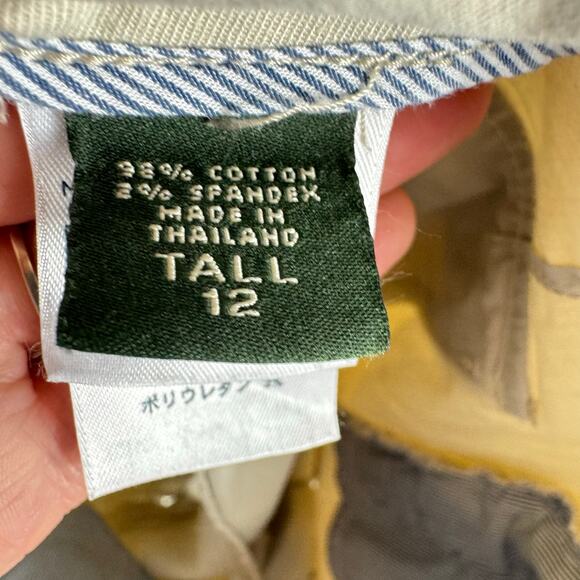 98% COTTON
2% SPANDEX
MADE IN
THAILAND
TALL
12
ポリウレタン